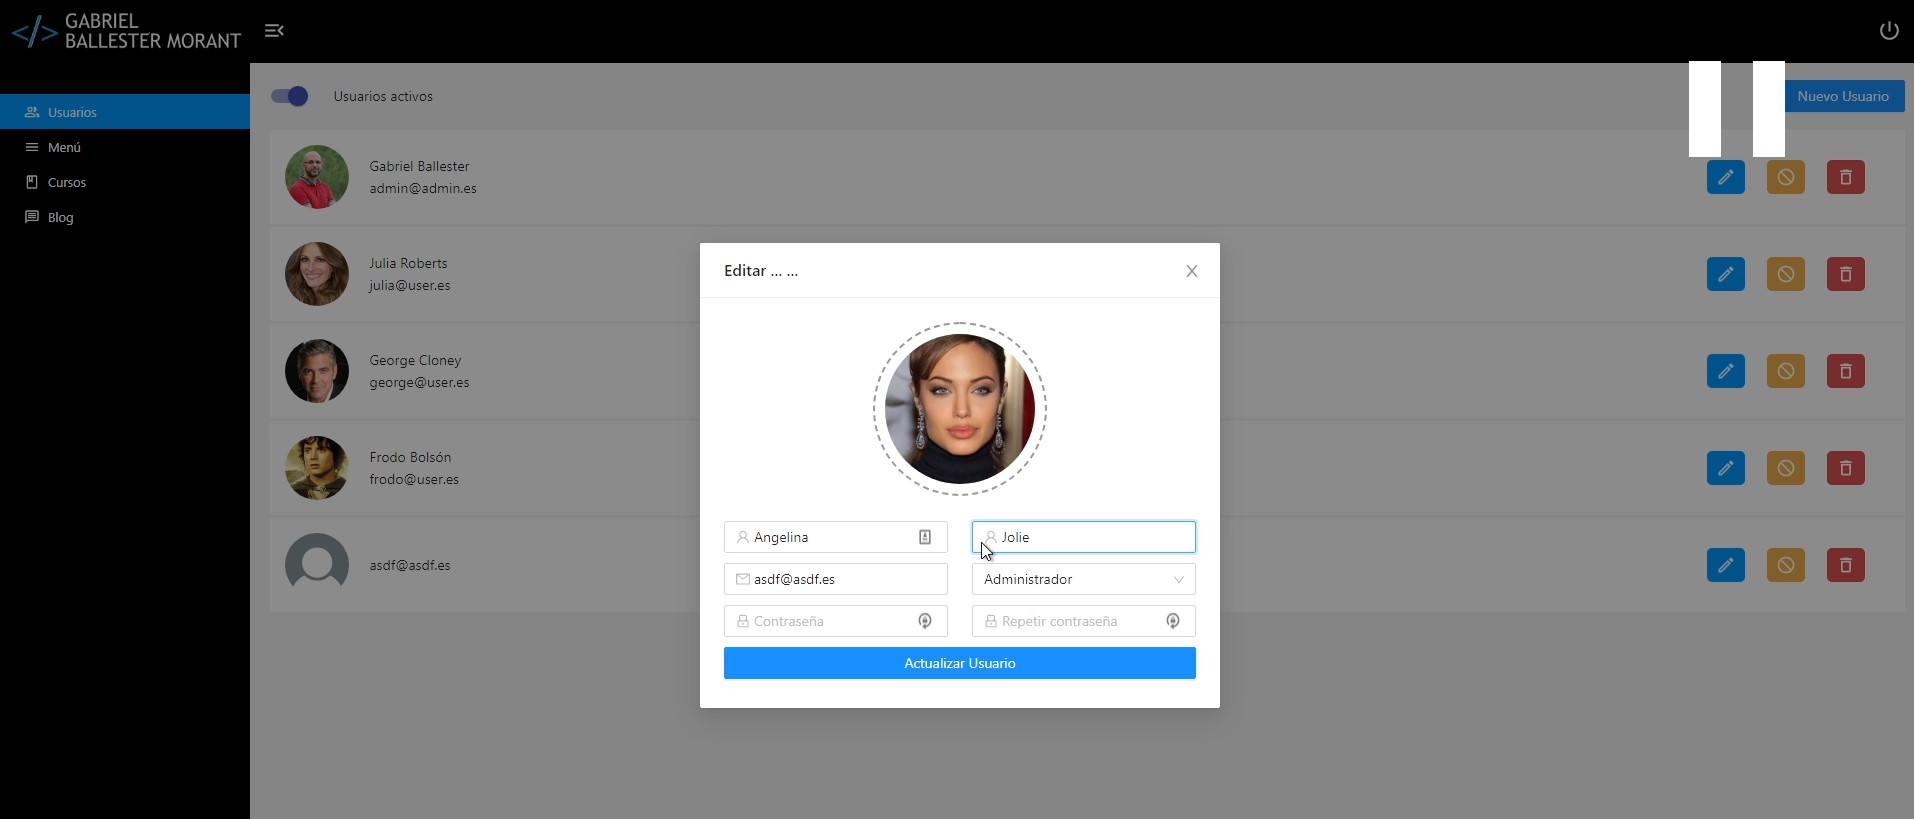 GABRIEL
BALLESTER MORANT
Usuarios
Menú
Cursos
Blog
Usuarios activos
Nuevo Usuario
Gabriel Ballester
admin@admin.es
Julia Roberts
julia@user.es
George Cloney
george@user.es
Frodo Bolsón
frodo@user.es
asdf@asdf.es
Editar ... ...
Angelina
Jolie
asdf@asdf.es
Administrador
Contraseña
Repetir contraseña
Actualizar Usuario